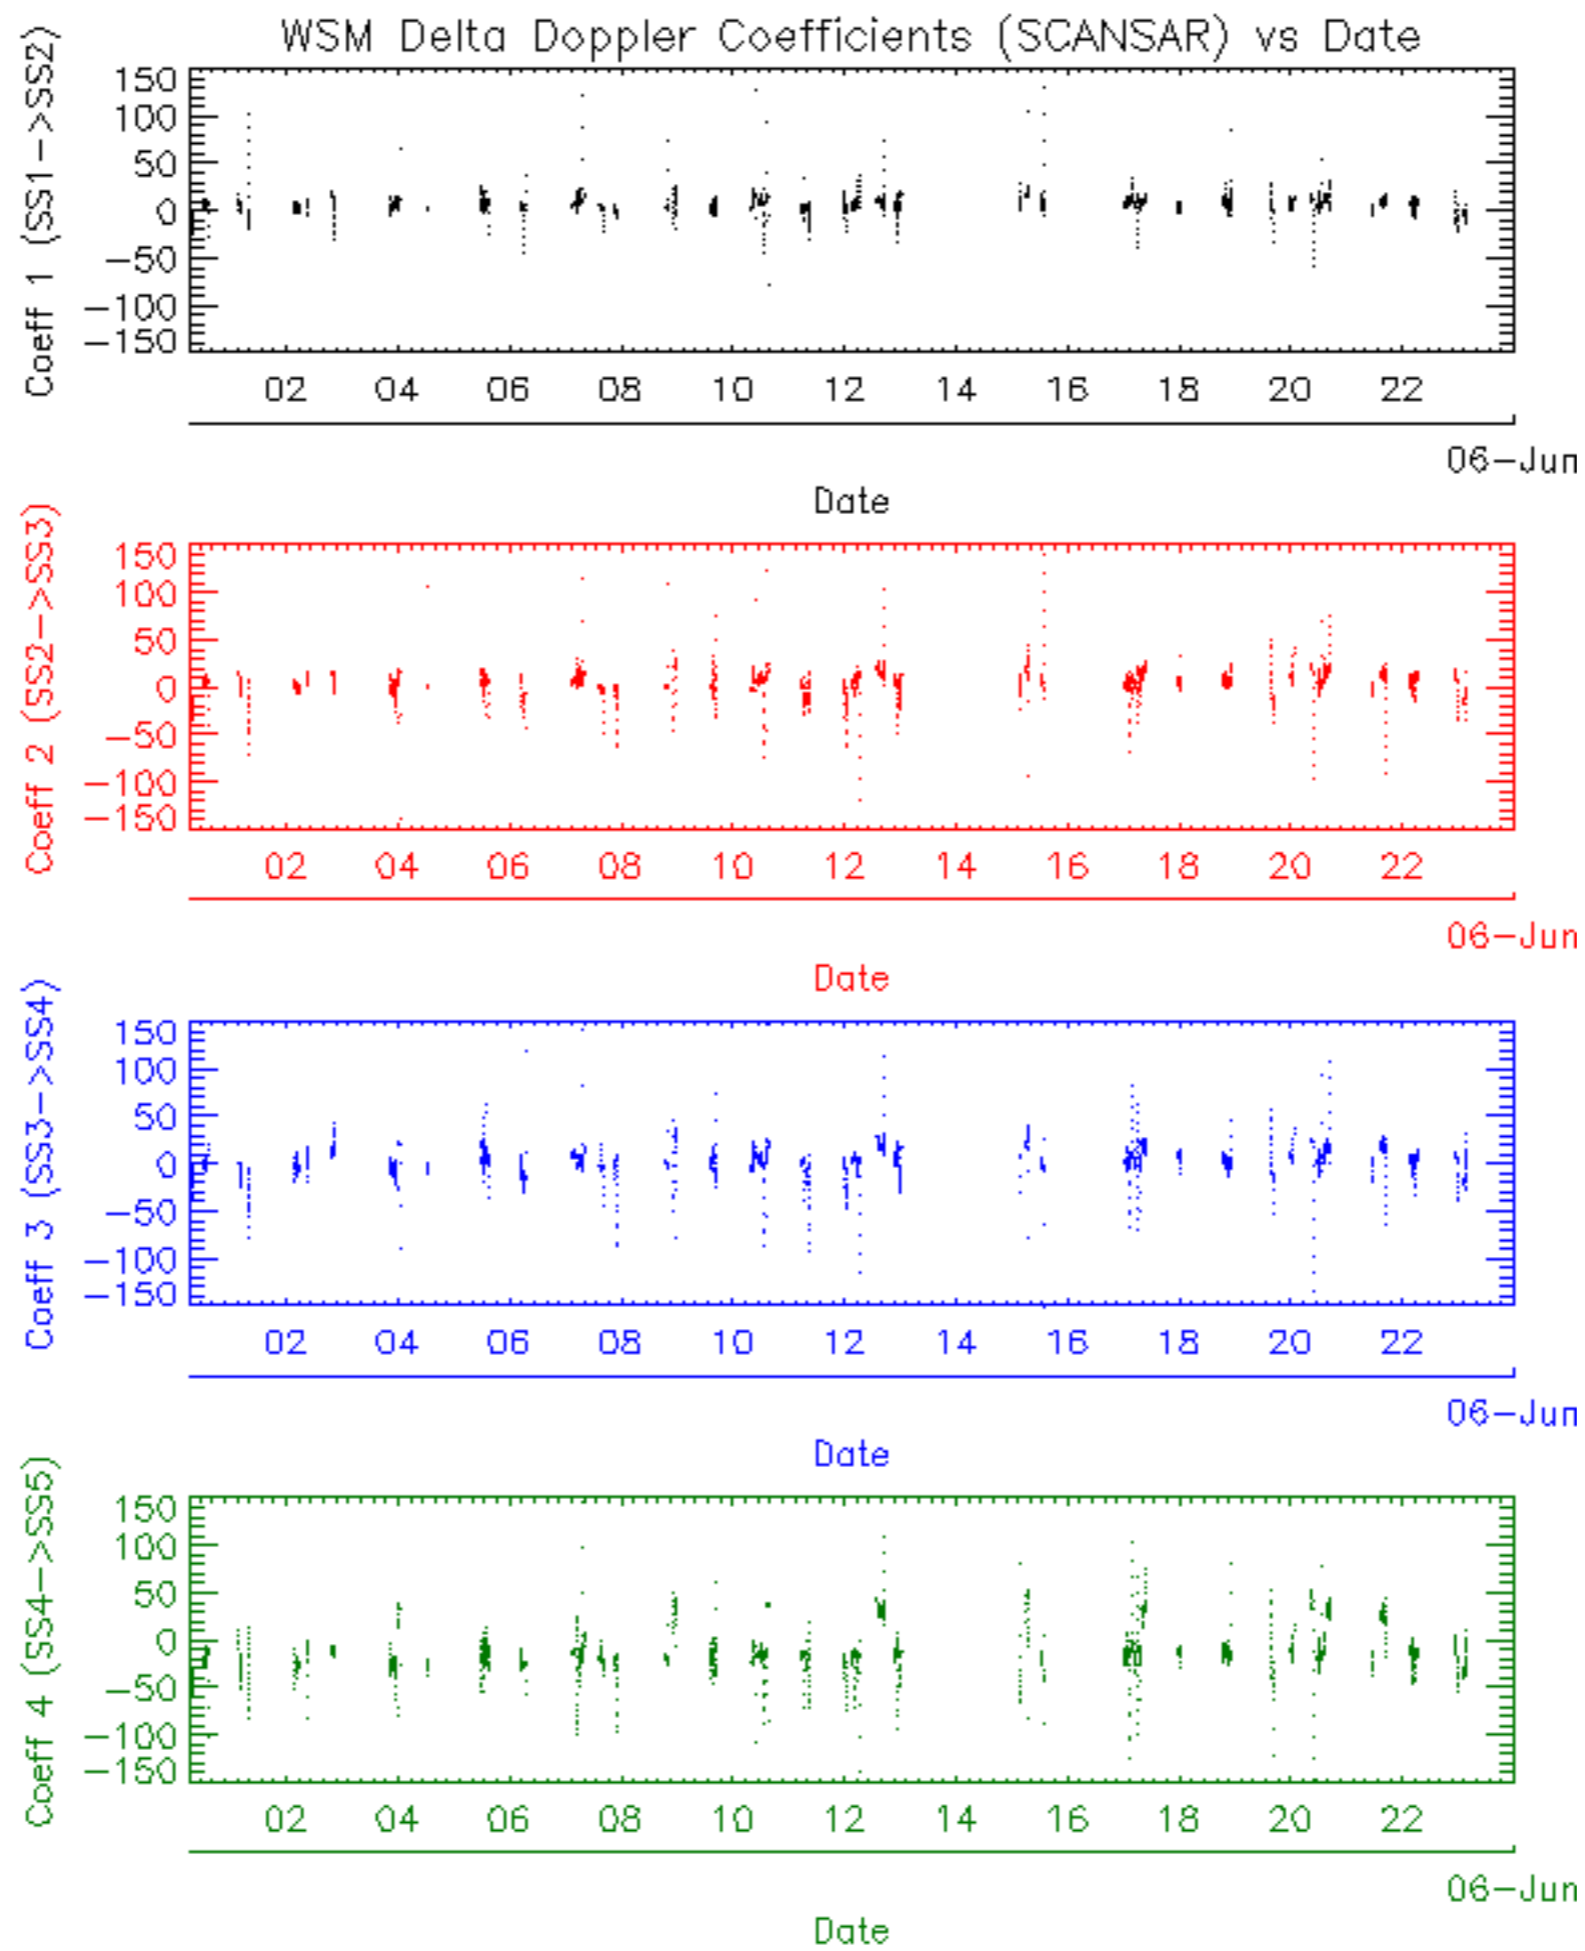 WSM Delta Doppler Coefficients (SCANSAR) vs Date
Coeff 1 (SS1->SS2)
150
100
50
0
-50
-100
-150
02 04 06 08 10 12 14 16 18 20 22
06-Jun
Date
Coeff 2 (SS2->SS3)
150
100
50
0
-50
-100
-150
02 04 06 08 10 12 14 16 18 20 22
06-Jun
Date
Coeff 3 (SS3->SS4)
150
100
50
0
-50
-100
-150
02 04 06 08 10 12 14 16 18 20 22
06-Jun
Date
Coeff 4 (SS4->SS5)
150
100
50
0
-50
-100
-150
02 04 06 08 10 12 14 16 18 20 22
06-Jun
Date